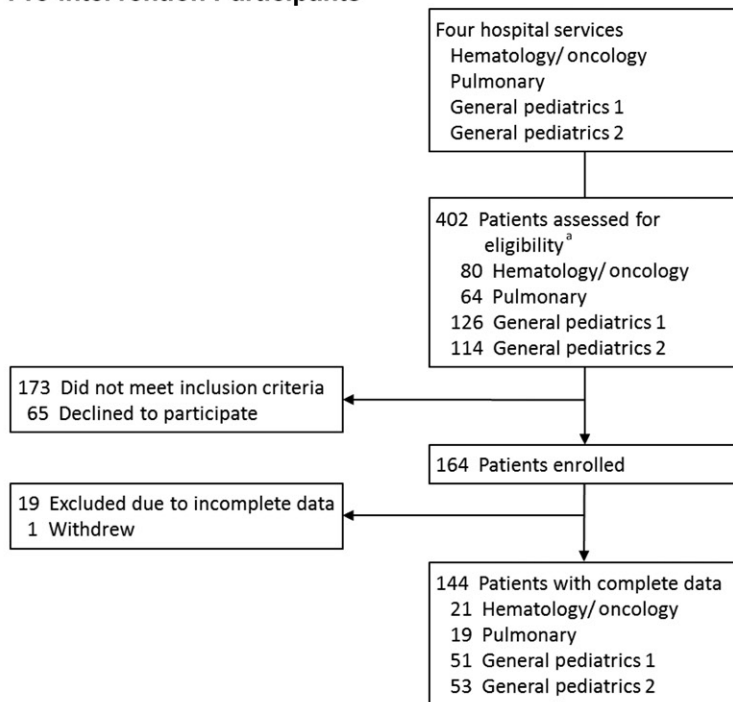 Pre-Intervention Participants
Four hospital services
Hematology/ oncology
Pulmonary
General pediatrics 1
General pediatrics 2
402 Patients assessed for
eligibility a
80 Hematology/ oncology
64 Pulmonary
126 General pediatrics 1
114 General pediatrics 2
173 Did not meet inclusion criteria
65 Declined to participate
164 Patients enrolled
19 Excluded due to incomplete data
1 Withdrew
144 Patients with complete data
21 Hematology/ oncology
19 Pulmonary
51 General pediatrics 1
53 General pediatrics 2